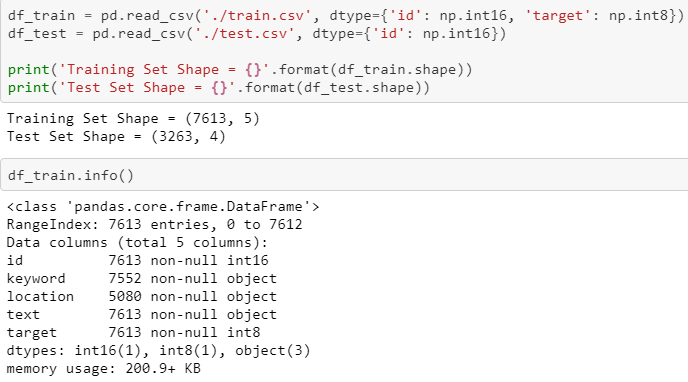 df_train = pd.read_csv('./train.csv', dtype={'id': np.int16, 'target': np.int8})
df_test = pd.read_csv('./test.csv', dtype={'id': np.int16})
print('Training Set Shape = {}'.format(df_train.shape))
print('Test Set Shape = {}'.format(df_test.shape))
Training Set Shape = (7613, 5)
Test Set Shape = (3263, 4)
df_train.info()
<class 'pandas.core.frame.DataFrame'>
RangeIndex: 7613 entries, 0 to 7612
Data columns (total 5 columns):
id          7613 non-null int16
keyword     7552 non-null object
location    5080 non-null object
text        7613 non-null object
target      7613 non-null int8
dtypes: int16(1), int8(1), object(3)
memory usage: 200.9+ KB